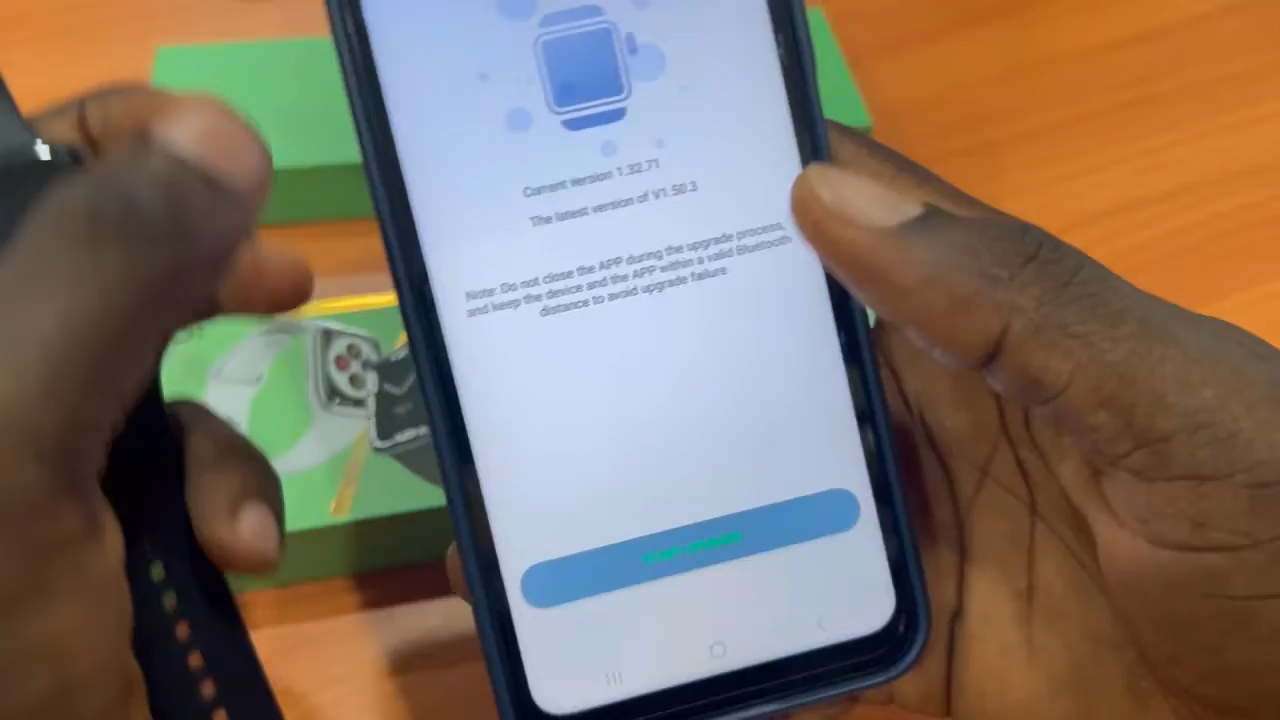 Current version 1.32.71
The latest version of V1.50.3
Note: Do not close the APP during the upgrade process,
and keep the device and the APP within a valid Bluetooth
distance to avoid upgrade failure